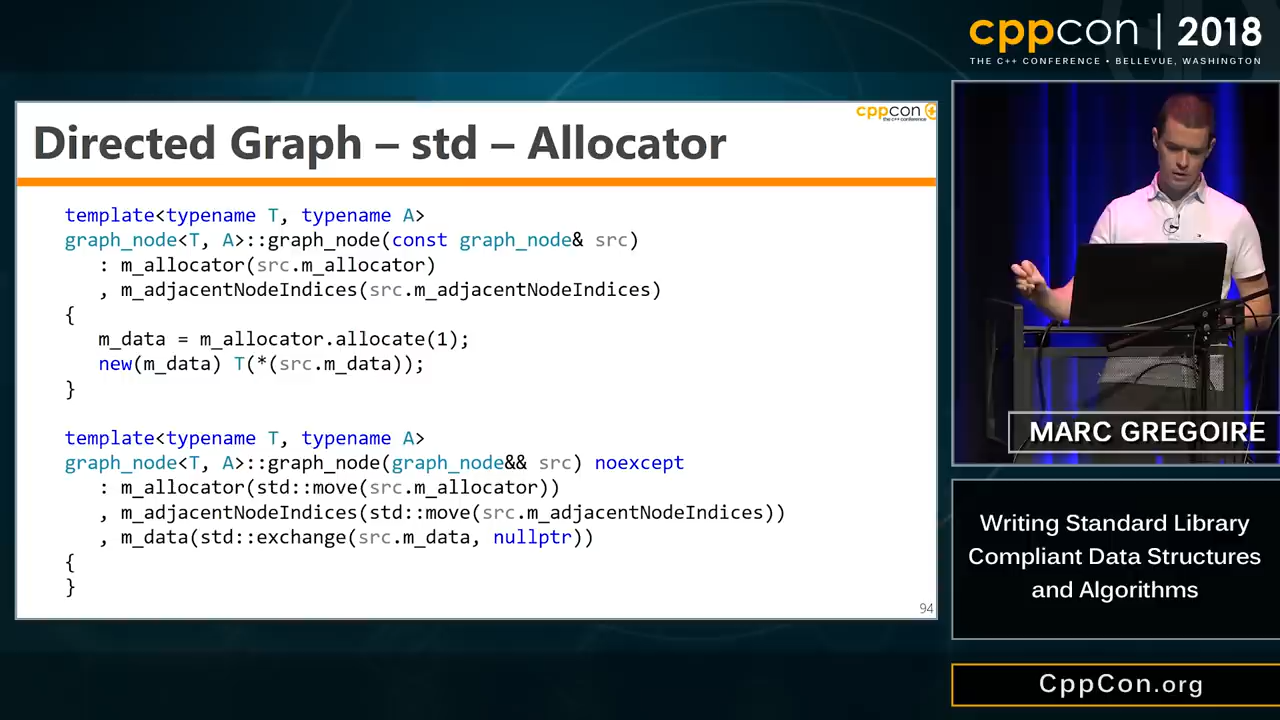 cppcon | 2018
THE C++ CONFERENCE • BELLEVUE, WASHINGTON
cppcon
the c++ conference
Directed Graph – std – Allocator
template<typename T, typename A>
graph_node<T, A>::graph_node(const graph_node& src)
: m_allocator(src.m_allocator)
, m_adjacentNodeIndices(src.m_adjacentNodeIndices)
{
m_data = m_allocator.allocate(1);
new(m_data) T(*(src.m_data));
}
template<typename T, typename A>
graph_node<T, A>::graph_node(graph_node&& src) noexcept
: m_allocator(std::move(src.m_allocator))
, m_adjacentNodeIndices(std::move(src.m_adjacentNodeIndices))
, m_data(std::exchange(src.m_data, nullptr))
{
}
94
MARC GREGOIRE
Writing Standard Library
Compliant Data Structures
and Algorithms
CppCon.org